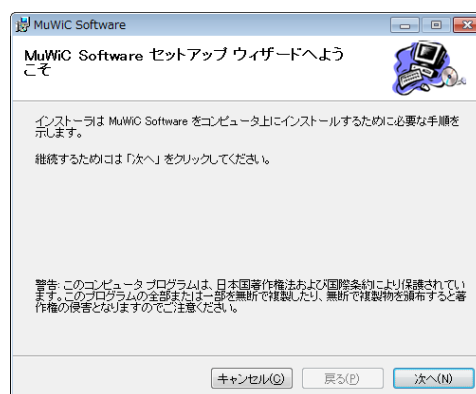 MuWiC Software
MuWiC Software セットアップ ウィザードへよう
こそ
インストーラは MuWiC Software をコンピュータ上にインストールするために必要な手順を
示します。
継続するためには「次へ」をクリックしてください。
警告: このコンピュータ プログラムは、日本国著作権法および国際条約により保護されてい
ます。このプログラムの全部または一部を無断で複製したり、無断で複製物を頒布すると著
作権の侵害となりますのでご注意ください。
キャンセル(C)
戻る(P)
次へ(N)